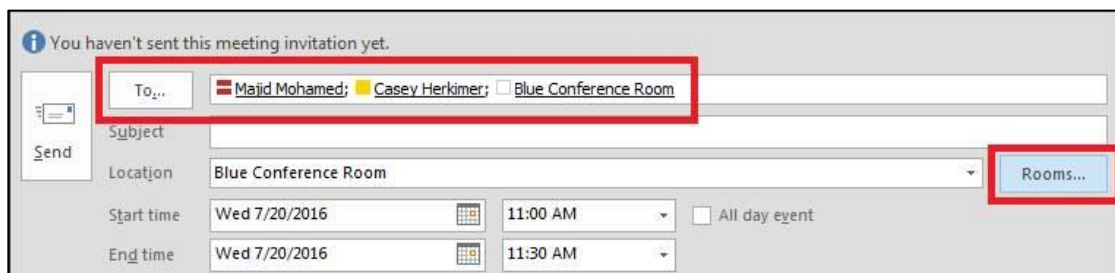 You haven't sent this meeting invitation yet.
To... Majid Mohamed; Casey Herkimer; Blue Conference Room
Subject
Send
Location Blue Conference Room Rooms...
Start time Wed 7/20/2016 11:00 AM All day event
End time Wed 7/20/2016 11:30 AM